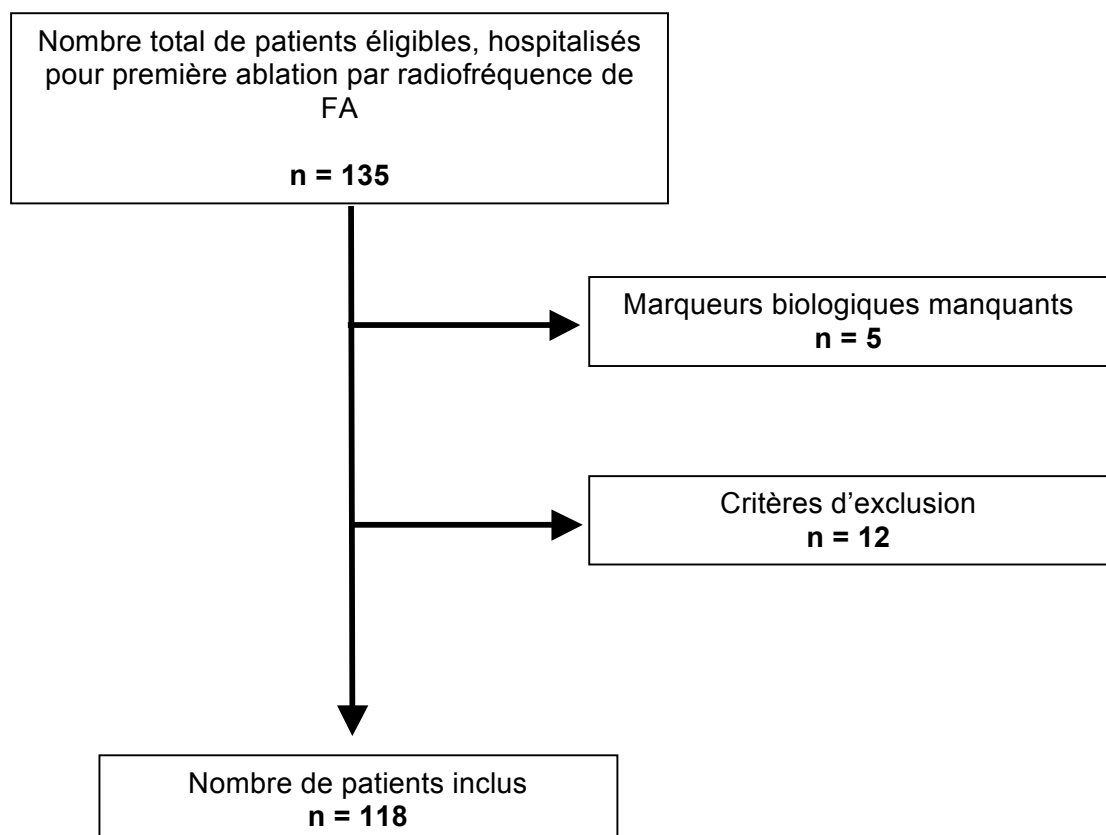 Nombre total de patients éligibles, hospitalisés
pour première ablation par radiofréquence de
FA
n = 135
Marqueurs biologiques manquants
n = 5
Critères d’exclusion
n = 12
Nombre de patients inclus
n = 118